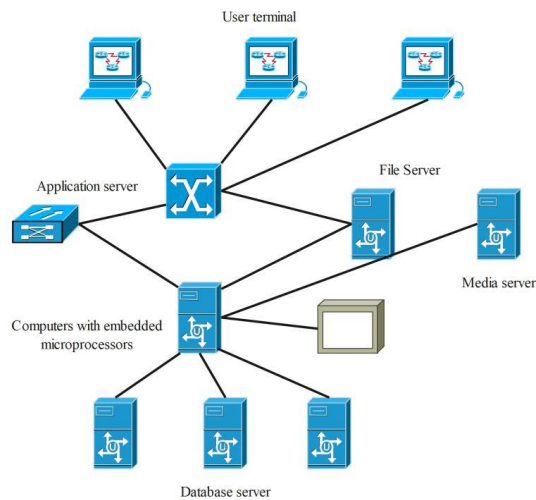 User terminal
File Server
Application server
Media server
Computers with embedded
microprocessors
Database server